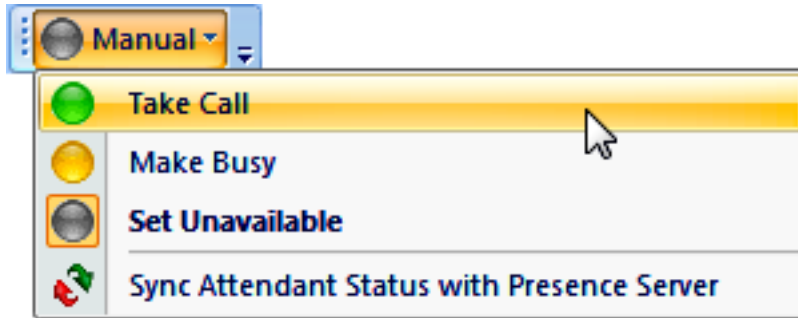 Manual
Take Call
Make Busy
Set Unavailable
Sync Attendant Status with Presence Server